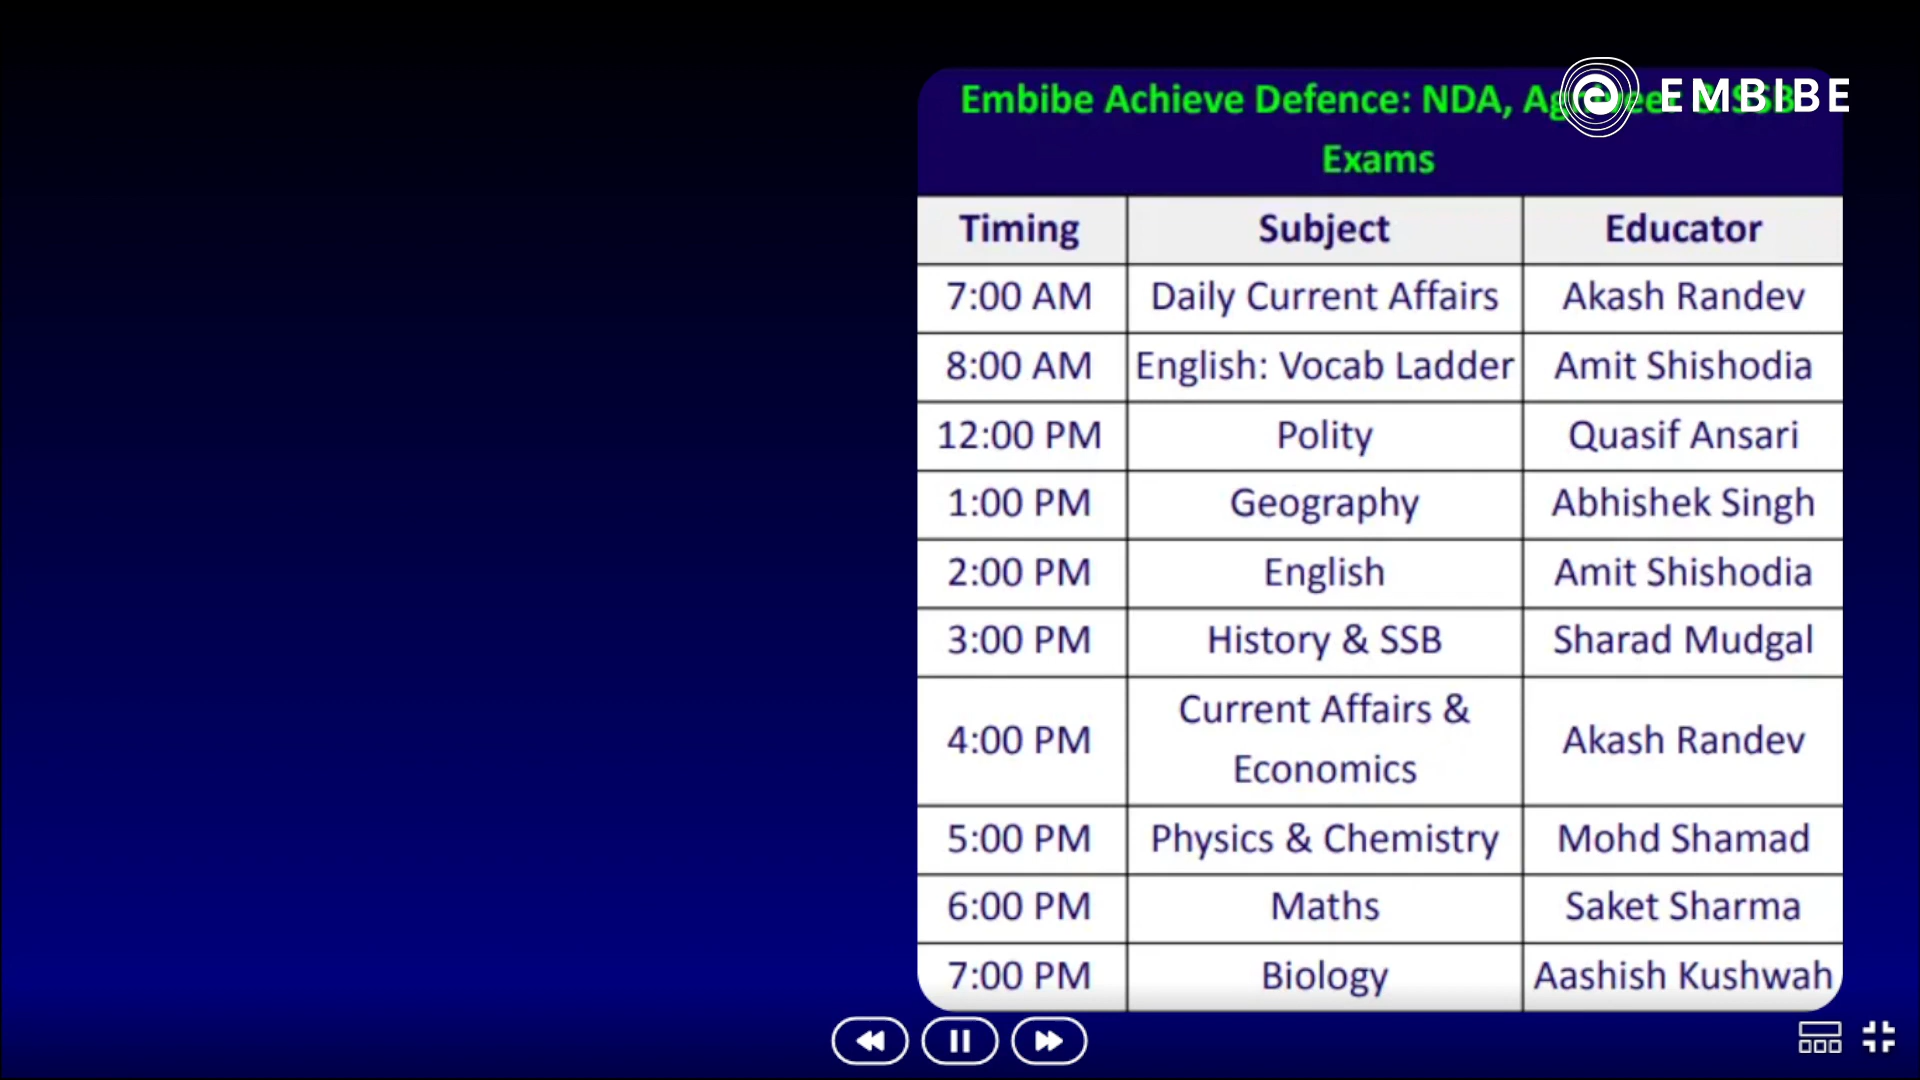 Embibe Achieve Defence: NDA,
EMBIBE
Exams
Timing Subject Educator
7:00 AM Daily Current Affairs Akash Randev
8:00 AM English: Vocab Ladder Amit Shishodia
12:00 PM Polity Quasif Ansari
1:00 PM Geography Abhishek Singh
2:00 PM English Amit Shishodia
3:00 PM History & SSB Sharad Mudgal
4:00 PM Current Affairs & Economics Akash Randev
5:00 PM Physics & Chemistry Mohd Shamad
6:00 PM Maths Saket Sharma
7:00 PM Biology Aashish Kushwah